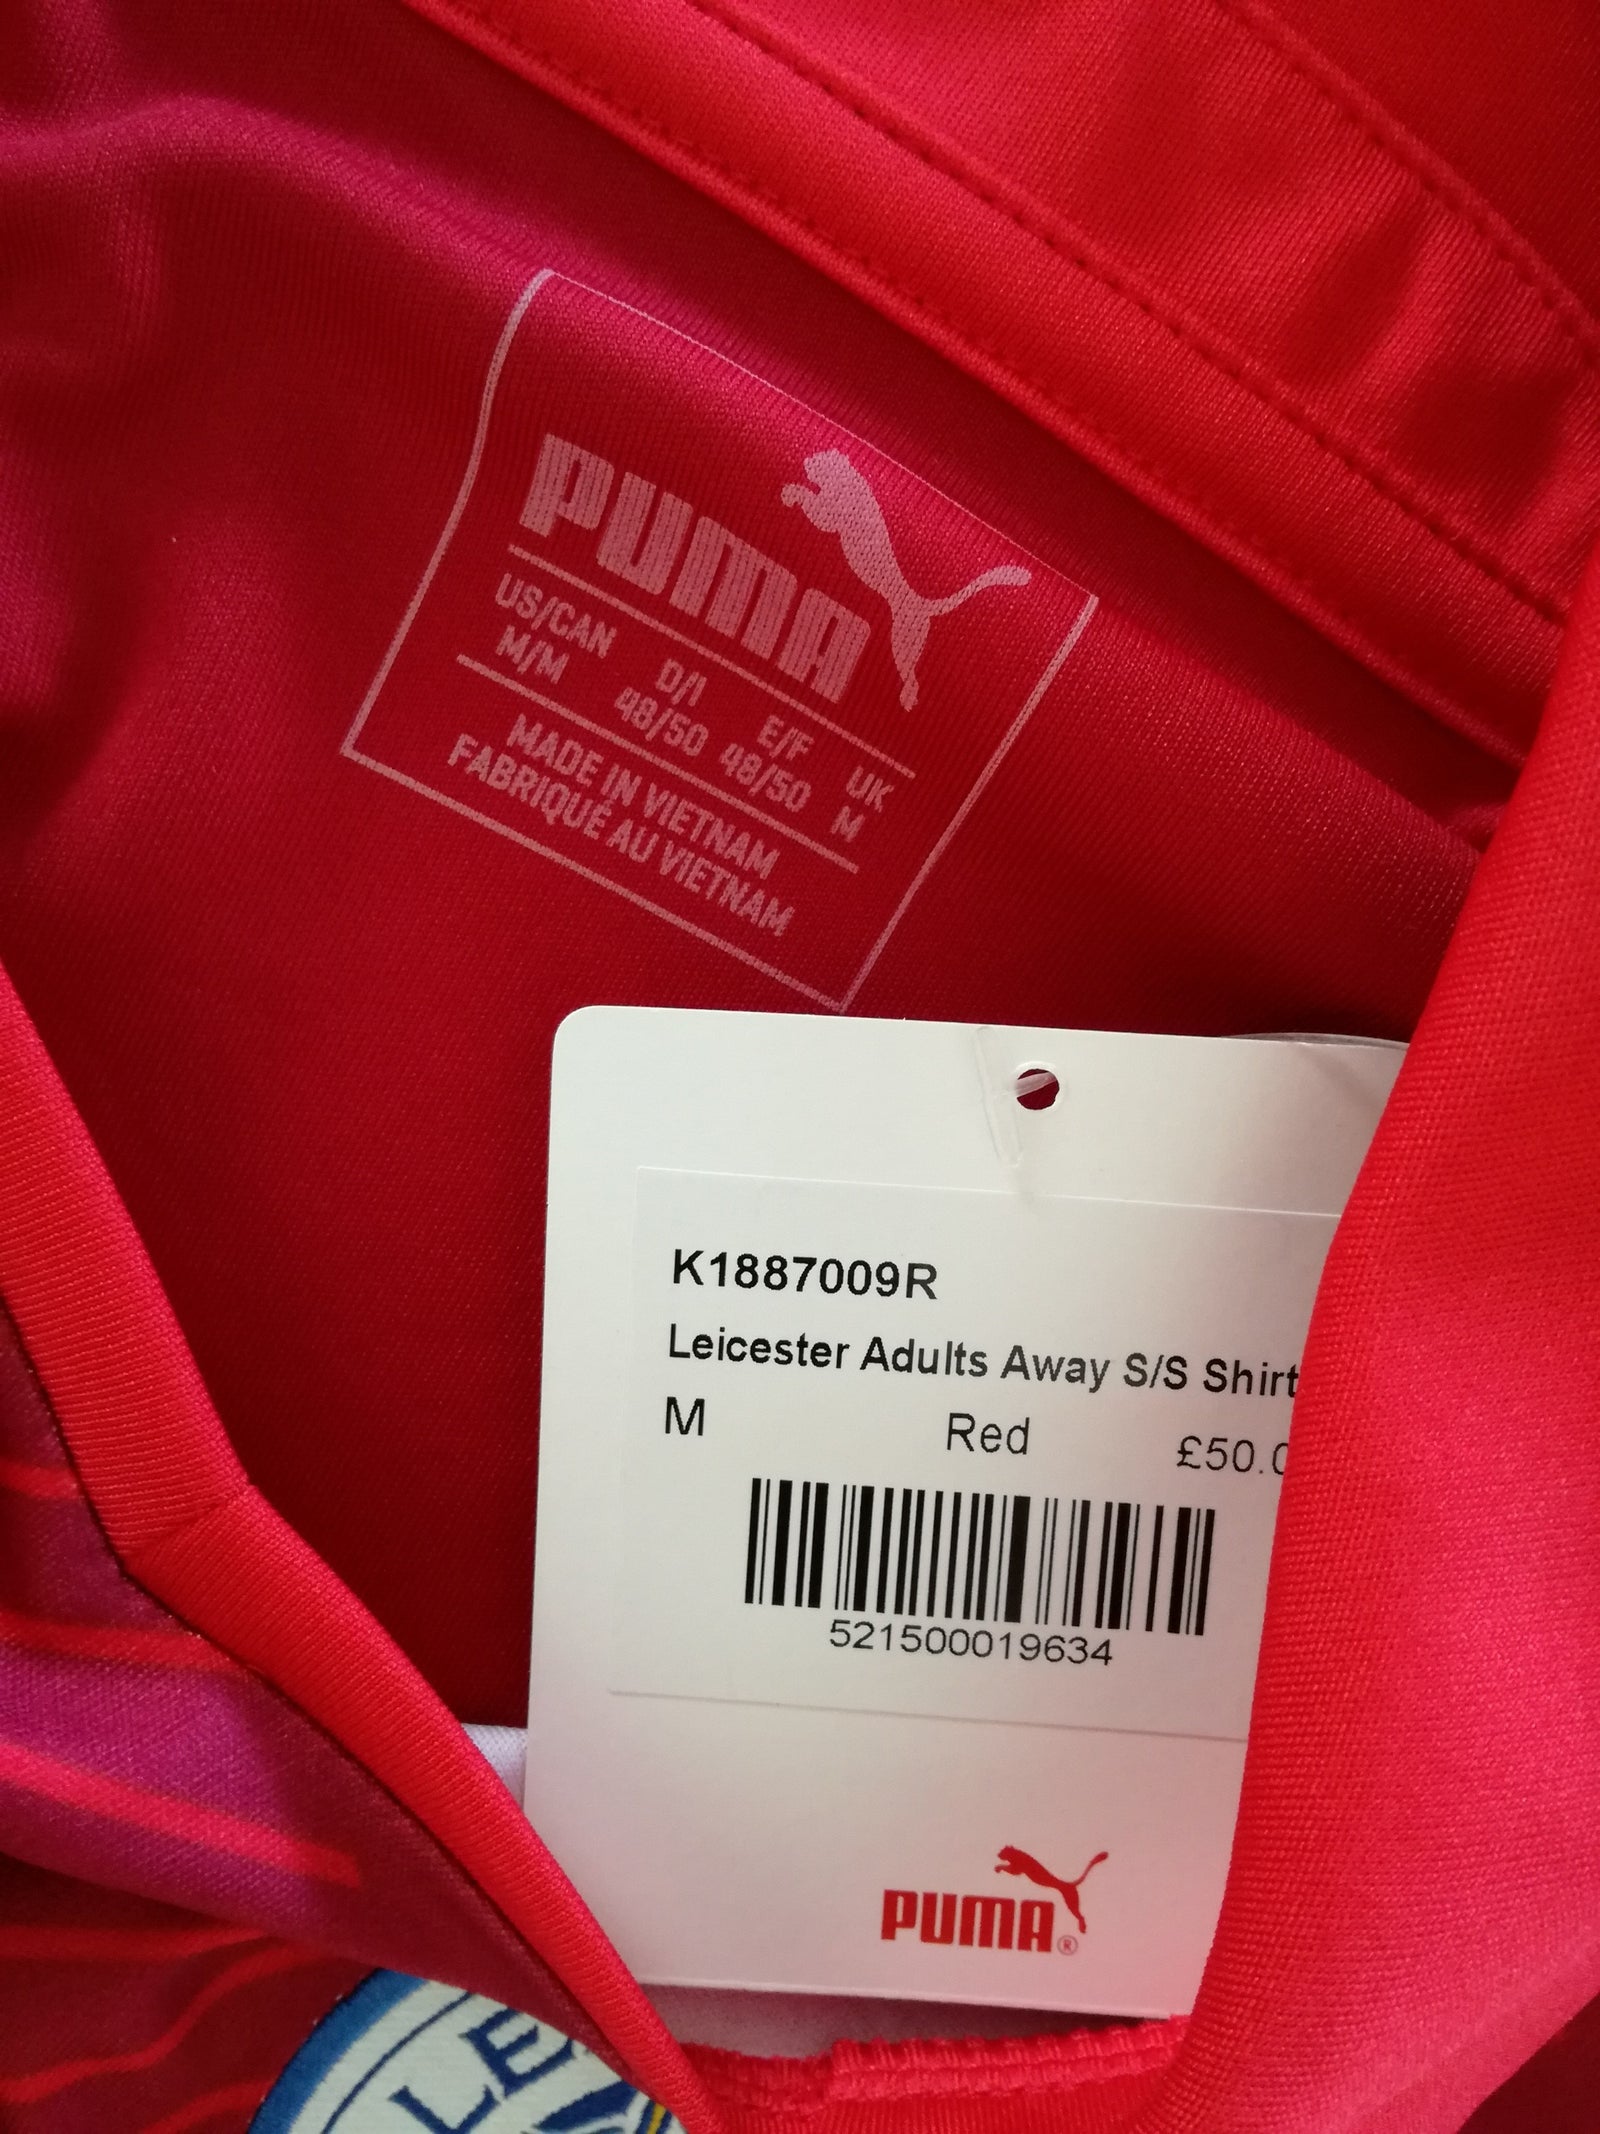 PUMA
US/CAN D/I E/F UK
M/M 48/50 48/50 M
MADE IN VIETNAM
FABRIQUÉ AU VIETNAM
K1887009R
Leicester Adults Away S/S Shirt
M Red £50.0
521500019634
PUMA®
LE